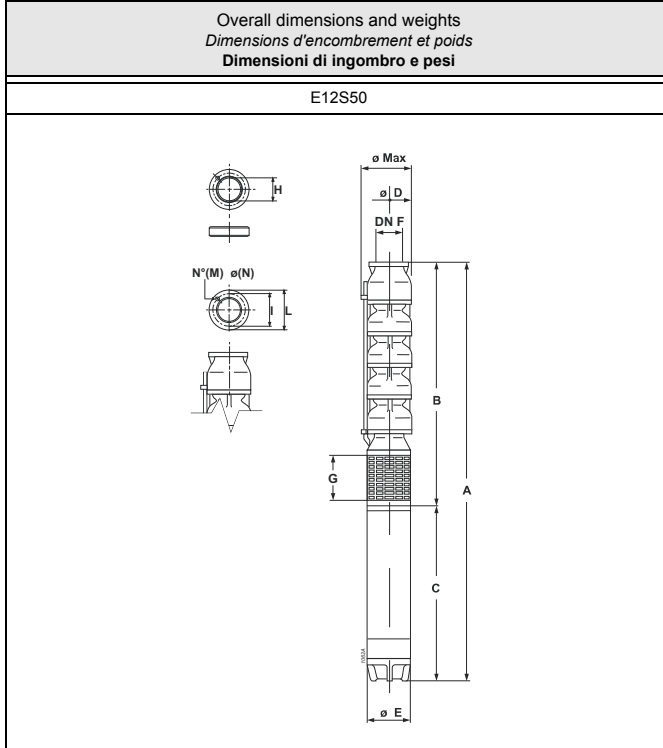 Overall dimensions and weights
Dimensions d'encombrement et poids
Dimensioni di ingombro e pesi
E12S50
ø Max
ø D
DN F
H
N°(M) ø(N)
I
L
B
A
G
C
ø E